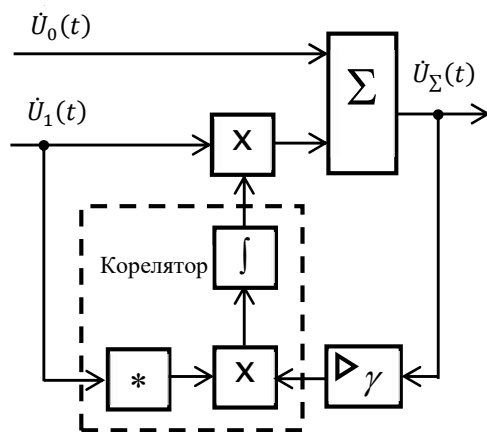 U̇₀(t)
U̇₁(t)
Σ
U̇_Σ(t)
X
Корелятор
∫
*
X
γ